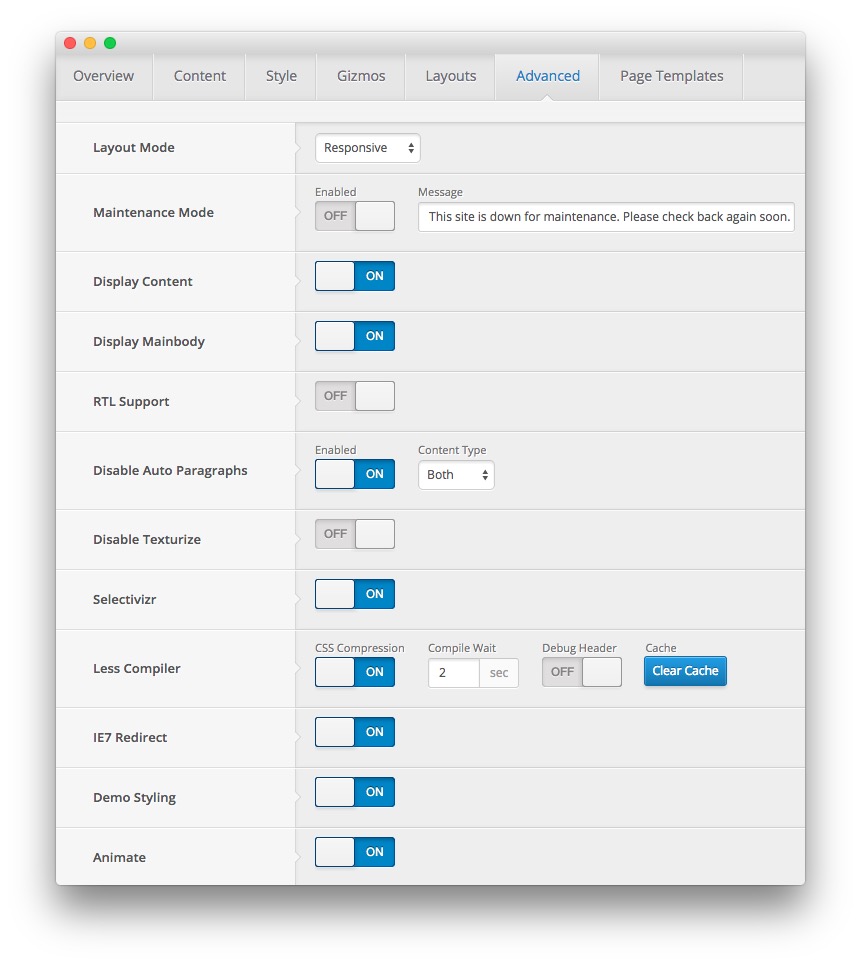 Overview Content Style Gizmos Layouts Advanced Page Templates
Layout Mode Responsive
Enabled Message
Maintenance Mode OFF This site is down for maintenance. Please check back again soon.
Display Content ON
Display Mainbody ON
RTL Support OFF
Enabled Content Type
Disable Auto Paragraphs ON Both
Disable Texturize OFF
Selectivizr ON
CSS Compression Compile Wait Debug Header Cache
Less Compiler ON 2 sec OFF Clear Cache
IE7 Redirect ON
Demo Styling ON
Animate ON